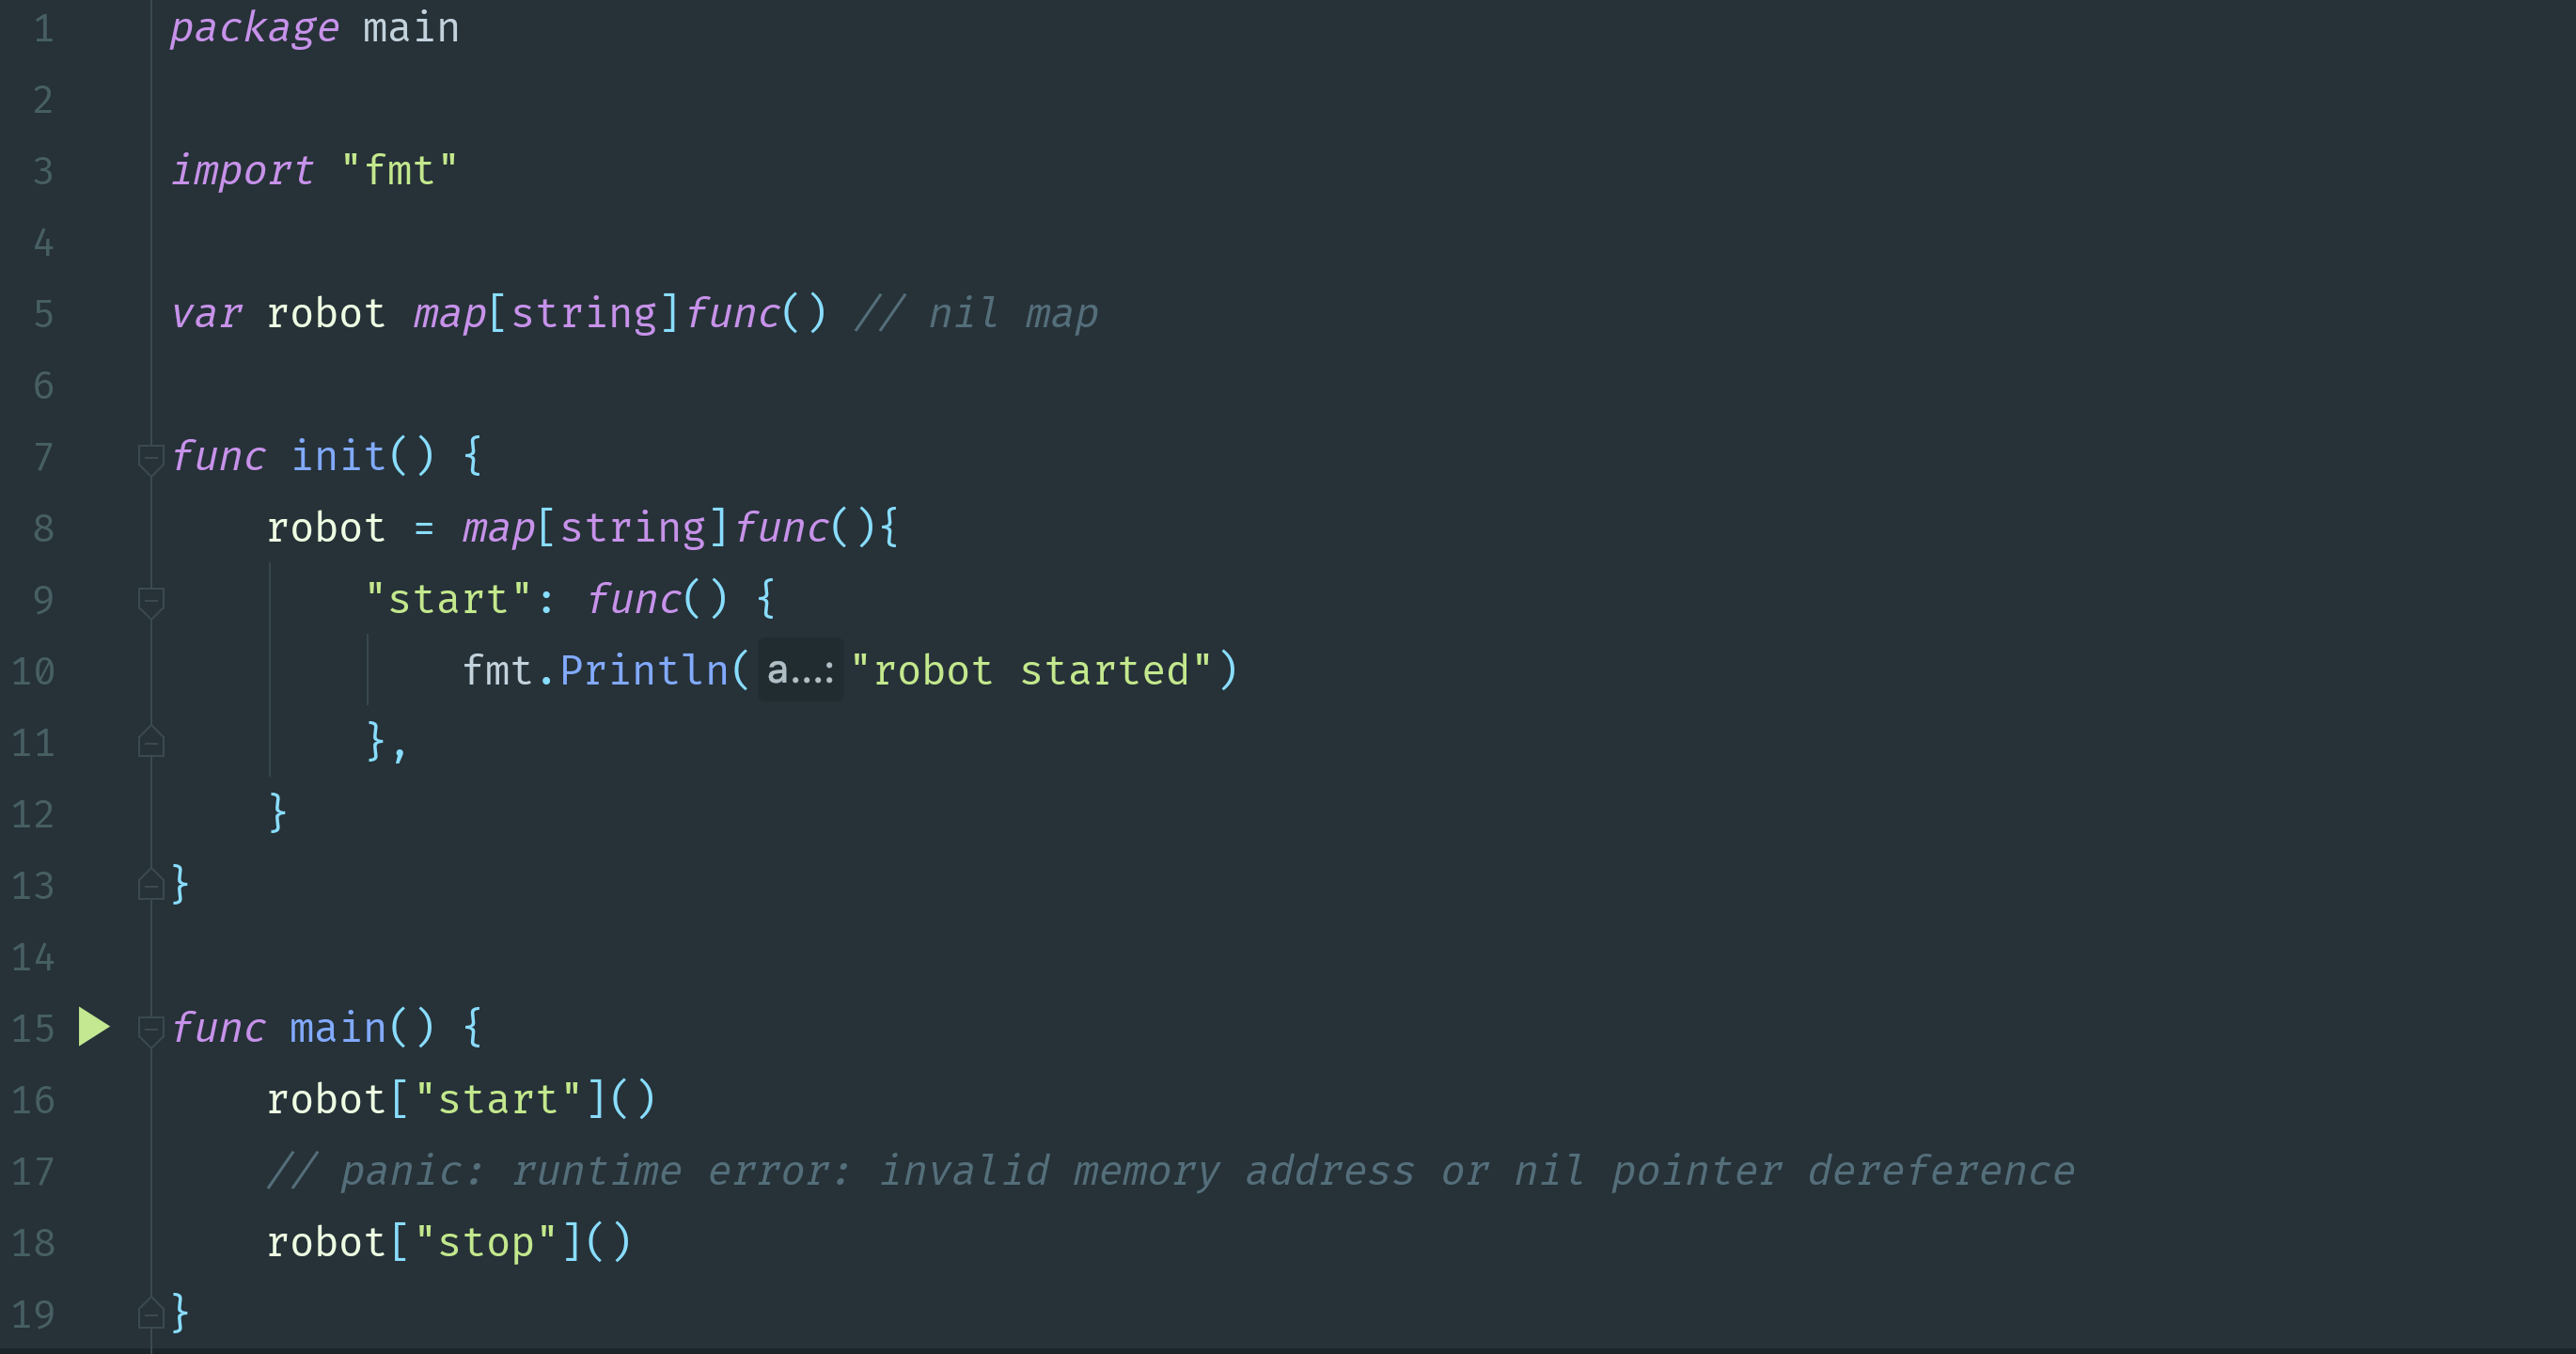 1 package main
2
3 import "fmt"
4
5 var robot map[string]func() // nil map
6
7 func init() {
8 robot = map[string]func(){
9 "start": func() {
10 fmt.Println( a...: "robot started")
11 },
12 }
13 }
14
15 func main() {
16 robot["start"]()
17 // panic: runtime error: invalid memory address or nil pointer dereference
18 robot["stop"]()
19 }